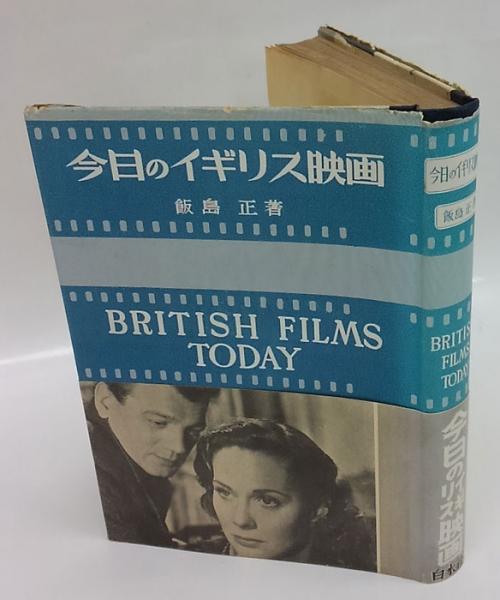 今日のイギリス映画
飯島 正著
BRITISH FILMS
TODAY
今日のイギリス
飯島 正
BRITIS
FILMS
TODAY
今日のイギリス映画
白水